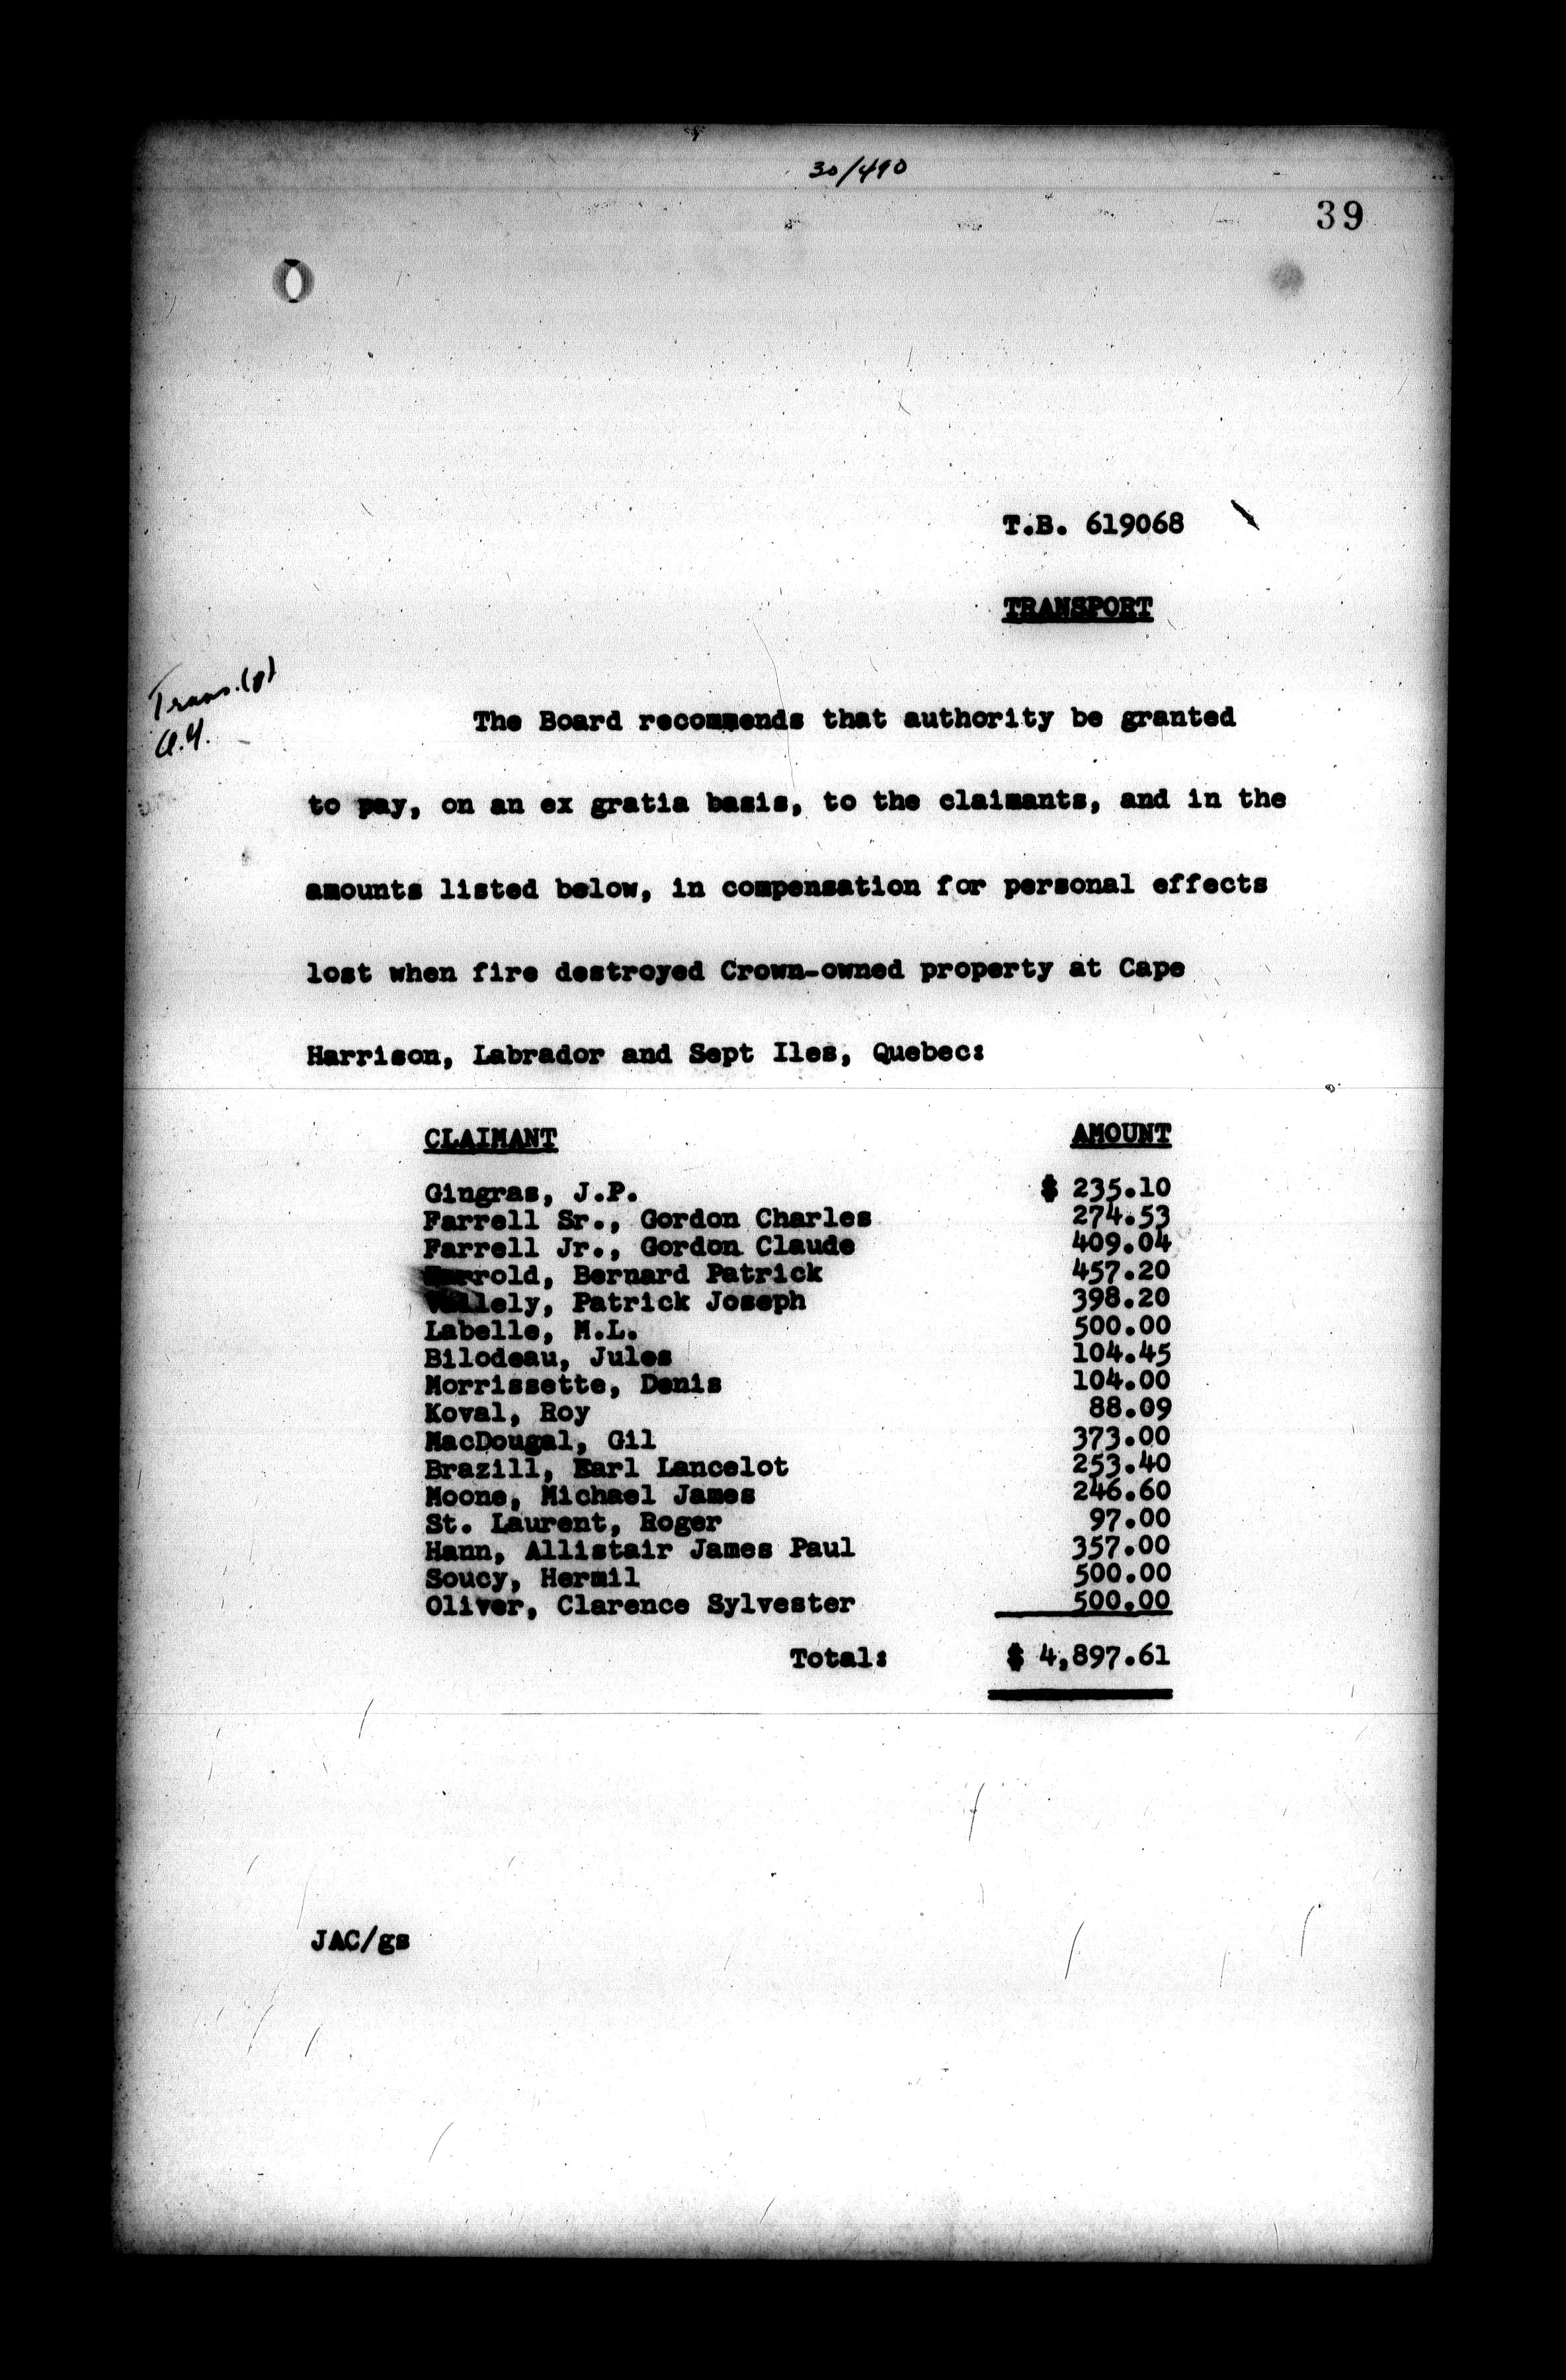 30/490
39
T.B. 619068
TRANSPORT
Trans.
The Board recommends that authority be granted
to pay, on an ex gratia basis, to the claimants, and in the
amounts listed below, in compensation for personal effects
lost when fire destroyed Crown-owned property at Cape
Harrison, Labrador and Sept Iles, Quebec:
CLAIMANT AMOUNT
Gingras, J.P. $ 235.10
Farrell Sr., Gordon Charles 274.53
Farrell Jr., Gordon Claude 409.04
Bernard Patrick 457.20
Vallely, Patrick Joseph 398.20
Labelle, M.L. 500.00
Bilodeau, Jules 104.45
Morrissette, Denis 104.00
Koval, Roy 88.09
MacDougal, Gil 373.00
Brazill, Earl Lancelot 253.40
Moone, Michael James 246.60
St. Laurent, Roger 97.00
Hann, Allistair James Paul 357.00
Soucy, Hermil 500.00
Oliver, Clarence Sylvester 500.00
Total: $ 4,897.61
JAC/gs